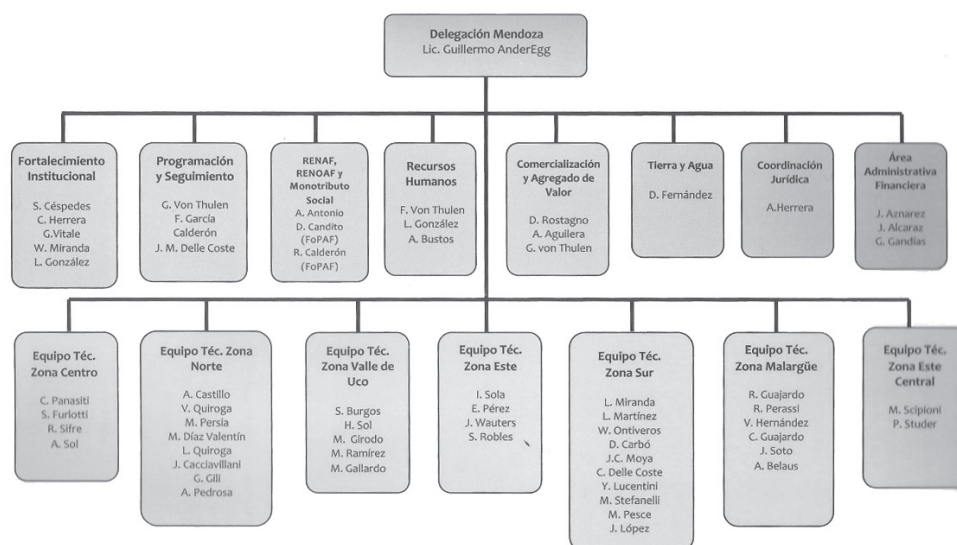 Delegación Mendoza
Lic. Guillermo AnderEgg
Fortalecimiento
Institucional
S. Céspedes
C. Herrera
G.Vitale
W. Miranda
L. González
Programación
y Seguimiento
G. Von Thulen
F. García
Calderón
J. M. Delle Coste
RENAF,
RENOAF y
Monotributo
Social
A. Antonio
D. Candito
(FoPAF)
R. Calderón
(FoPAF)
Recursos
Humanos
F. Von Thulen
L. González
A. Bustos
Comercialización
y Agregado de
Valor
D. Rostagno
A. Aguilera
G. von Thulen
Tierra y Agua
D. Fernández
Coordinación
Jurídica
A.Herrera
Área
Administrativa
Financiera
J. Aznarez
J. Alcaraz
G. Gandías
Equipo Téc.
Zona Centro
C. Panasiti
S. Furlotti
R. Sifre
A. Sol
Equipo Téc. Zona
Norte
A. Castillo
V. Quiroga
M. Persia
M. Díaz Valentín
L. Quiroga
J. Cacciavillani
G. Gili
A. Pedrosa
Equipo Téc.
Zona Valle de
Uco
S. Burgos
H. Sol
M. Girodo
M. Ramírez
M. Gallardo
Equipo Téc.
Zona Este
I. Sola
E. Pérez
J. Wauters
S. Robles
Equipo Téc.
Zona Sur
L. Miranda
L. Martínez
W. Ontiveros
D. Carbó
J.C. Moya
C. Delle Coste
Y. Lucentini
M. Stefanelli
M. Pesce
J. López
Equipo Téc.
Zona Malargüe
R. Guajardo
R. Perassi
V. Hernández
C. Guajardo
J. Soto
A. Belaus
Equipo Téc.
Zona Este
Central
M. Scipioni
P. Studer